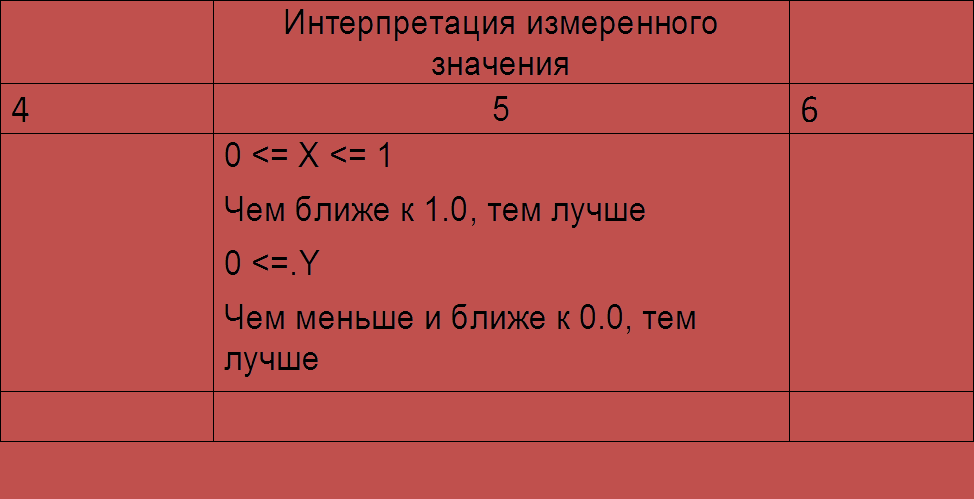 Интерпретация измеренного
значения
4 5 6
0 <= X <= 1
Чем ближе к 1.0, тем лучше
0 <=.Y
Чем меньше и ближе к 0.0, тем
лучше